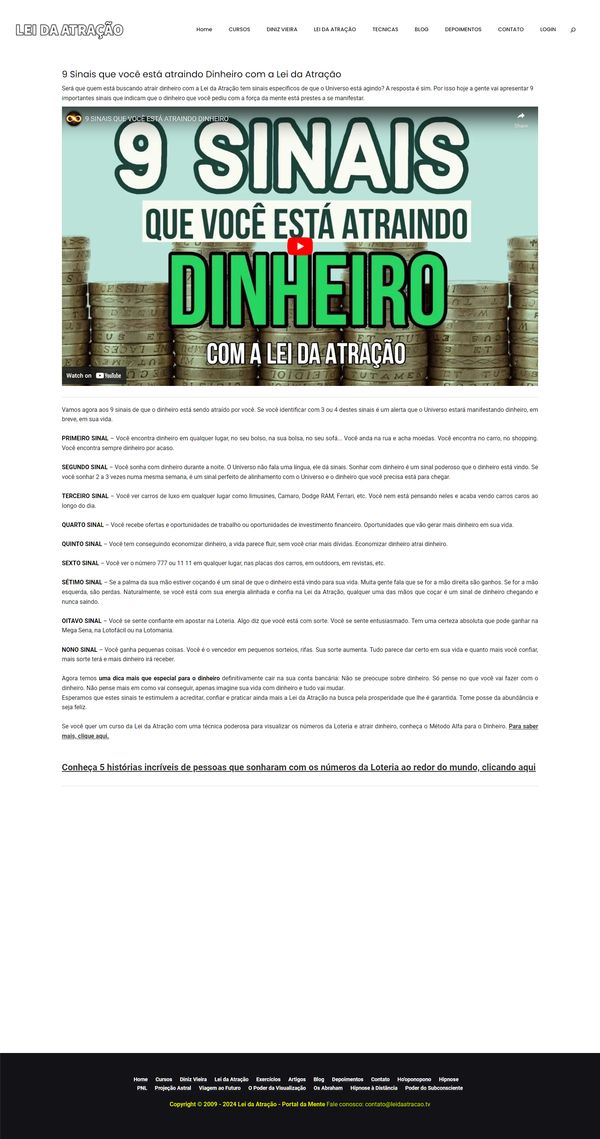 LEI DA ATRAÇÃO
Home CURSOS DINIZ VIEIRA LEI DA ATRAÇÃO TECNICAS BLOG DEPOIMENTOS CONTATO LOGIN
9 Sinais que você está atraindo Dinheiro com a Lei da Atração
Será que quem está buscando atrair dinheiro com a Lei da Atração tem sinais específicos de que o Universo está agindo? A resposta é sim. Por isso hoje a gente vai apresentar 9
importantes sinais que indicam que o dinheiro que você pediu com a força da mente está prestes a se manifestar.
9 SINAIS QUE VOCÊ ESTÁ ATRAINDO DINHEIRO
Share
9 SINAIS
QUE VOCÊ ESTÁ ATRAINDO
DINHEIRO
COM A LEI DA ATRAÇÃO
Watch on YouTube
Vamos agora aos 9 sinais de que o dinheiro está sendo atraído por você. Se você identificar com 3 ou 4 destes sinais é um alerta que o Universo estará manifestando dinheiro, em
breve, em sua vida.
PRIMEIRO SINAL – Você encontra dinheiro em qualquer lugar, no seu bolso, na sua bolsa, no seu sofá... Você anda na rua e acha moedas. Você encontra no carro, no shopping.
Você encontra sempre dinheiro por acaso.
SEGUNDO SINAL – Você sonha com dinheiro durante a noite. O Universo não fala uma língua, ele dá sinais. Sonhar com dinheiro é um sinal poderoso que o dinheiro está vindo. Se
você sonhar 2 a 3 vezes numa mesma semana, é um sinal perfeito de alinhamento com o Universo e o dinheiro que você precisa está para chegar.
TERCEIRO SINAL – Você ver carros de luxo em qualquer lugar como limusines, Camaro, Dodge RAM, Ferrari, etc. Você nem está pensando neles e acaba vendo carros caros ao
longo do dia.
QUARTO SINAL – Você recebe ofertas e oportunidades de trabalho ou oportunidades de investimento financeiro. Oportunidades que vão gerar mais dinheiro em sua vida.
QUINTO SINAL – Você tem conseguindo economizar dinheiro, a vida parece fluir, sem você criar mais dívidas. Economizar dinheiro atrai dinheiro.
SEXTO SINAL – Você ver o número 777 ou 11 11 em qualquer lugar, nas placas dos carros, em outdoors, em revistas, etc.
SÉTIMO SINAL – Se a palma da sua mão estiver coçando é um sinal de que o dinheiro está vindo para sua vida. Muita gente fala que se for a mão direita são ganhos. Se for a mão
esquerda, são perdas. Naturalmente, se você está com sua energia alinhada e confia na Lei da Atração, qualquer uma das mãos que coçar é um sinal de dinheiro chegando e
nunca saindo.
OITAVO SINAL – Você se sente confiante em apostar na Loteria. Algo diz que você está com sorte. Você se sente entusiasmado. Tem uma certeza absoluta que pode ganhar na
Mega Sena, na Lotofácil ou na Lotomania.
NONO SINAL – Você ganha pequenas coisas. Você é o vencedor em pequenos sorteios, rifas. Sua sorte aumenta. Tudo parece dar certo em sua vida e quanto mais você confiar,
mais sorte terá e mais dinheiro irá receber.
Agora temos uma dica mais que especial para o dinheiro definitivamente cair na sua conta bancária: Não se preocupe sobre dinheiro. Só pense no que você vai fazer com o
dinheiro. Não pense mais em como vai conseguir, apenas imagine sua vida com dinheiro e tudo vai mudar.
Esperamos que estes sinais te estimulem a acreditar, confiar e praticar ainda mais a Lei da Atração na busca pela prosperidade que lhe é garantida. Tome posse da abundância e
seja feliz.
Se você quer um curso da Lei da Atração com uma técnica poderosa para visualizar os números da Loteria e atrair dinheiro, conheça o Método Alfa para o Dinheiro. Para saber
mais, clique aqui.
Conheça 5 histórias incríveis de pessoas que sonharam com os números da Loteria ao redor do mundo, clicando aqui
Home Cursos Diniz Vieira Lei da Atração Exercícios Artigos Blog Depoimentos Contato Ho'oponopono Hipnose
PNL Projeção Astral Viagem ao Futuro O Poder da Visualização Os Abraham Hipnose à Distância Poder do Subconsciente
Copyright © 2009 - 2024 Lei da Atração - Portal da Mente Fale conosco: contato@leidaatracao.tv